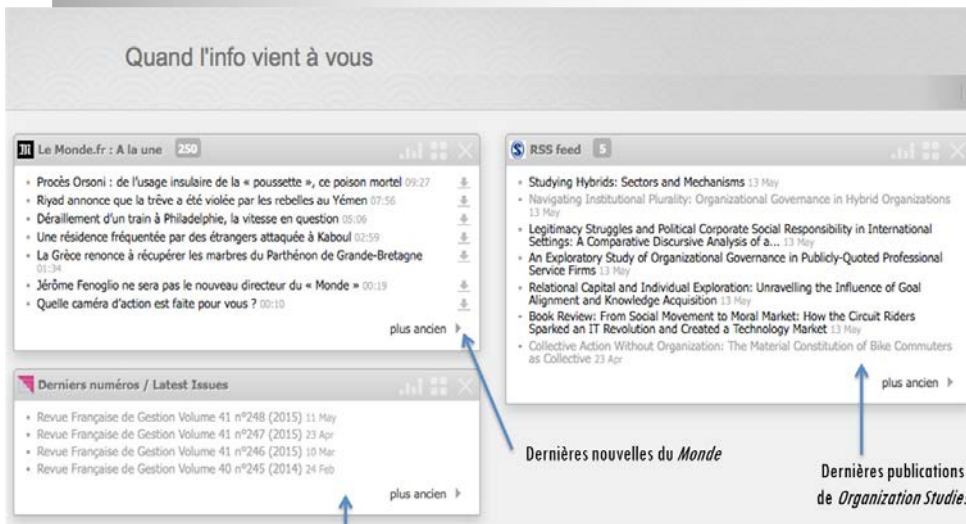 Quand l'info vient à vous
Le Monde.fr : A la une 250
Procès Orsoni : de l'usage insulaire de la « poussette », ce poison mortel 09:27
Riyad annonce que la trêve a été violée par les rebelles au Yémen 07:56
Déraillement d'un train à Philadelphie, la vitesse en question 05:06
Une résidence fréquentée par des étrangers attaquée à Kaboul 02:59
La Grèce renonce à récupérer les marbres du Parthénon de Grande-Bretagne
01:34
Jérôme Fenoglio ne sera pas le nouveau directeur du « Monde » 00:19
Quelle caméra d'action est faite pour vous ? 00:10
plus ancien
Derniers numéros / Latest Issues
Revue Française de Gestion Volume 41 n°248 (2015) 11 May
Revue Française de Gestion Volume 41 n°247 (2015) 23 Apr
Revue Française de Gestion Volume 41 n°246 (2015) 10 Mar
Revue Française de Gestion Volume 40 n°245 (2014) 24 Feb
plus ancien
RSS feed 5
Studying Hybrids: Sectors and Mechanisms 13 May
Navigating Institutional Plurality: Organizational Governance in Hybrid Organizations
13 May
Legitimacy Struggles and Political Corporate Social Responsibility in International
Settings: A Comparative Discursive Analysis of a... 13 May
An Exploratory Study of Organizational Governance in Publicly-Quoted Professional
Service Firms 13 May
Relational Capital and Individual Exploration: Unravelling the Influence of Goal
Alignment and Knowledge Acquisition 13 May
Book Review: From Social Movement to Moral Market: How the Circuit Riders
Sparked an IT Revolution and Created a Technology Market 13 May
Collective Action Without Organization: The Material Constitution of Bike Commuters
as Collective 23 Apr
plus ancien
Dernières nouvelles du Monde
Dernières publications
de Organization Studies